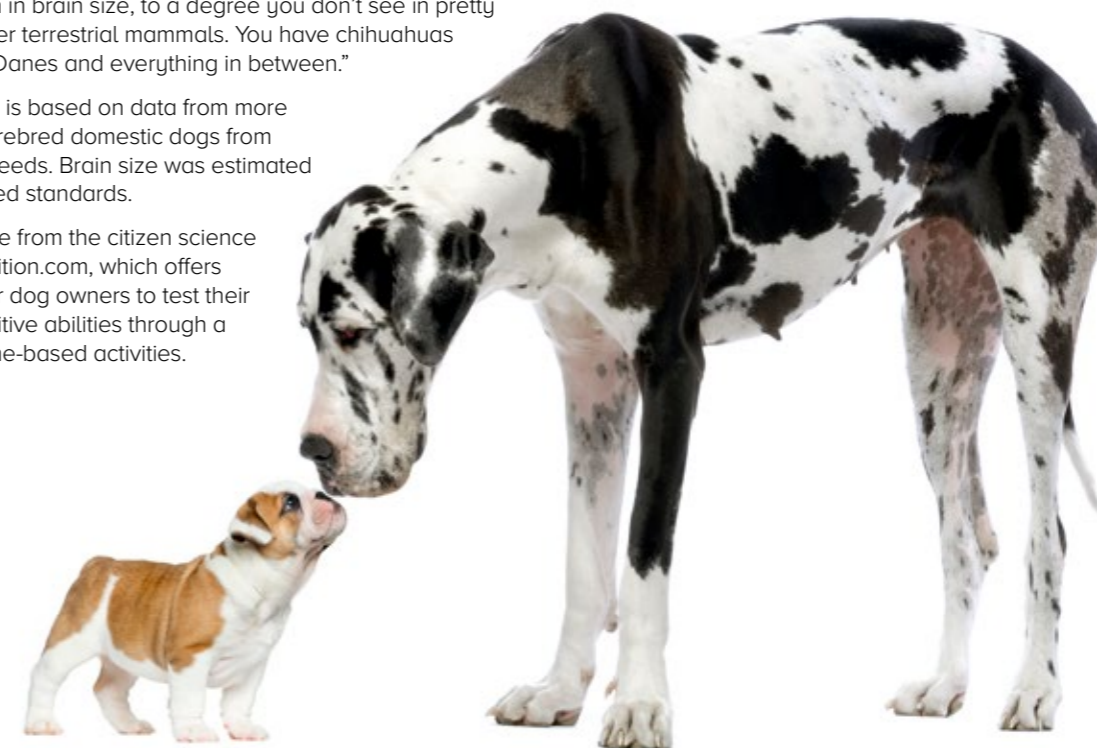 in brain size, to a degree you don't see in pretty
er terrestrial mammals. You have chihuahuas
Danes and everything in between."
is based on data from more
rebred domestic dogs from
eeds. Brain size was estimated
ed standards.
e from the citizen science
ition.com, which offers
r dog owners to test their
itive abilities through a
ne-based activities.